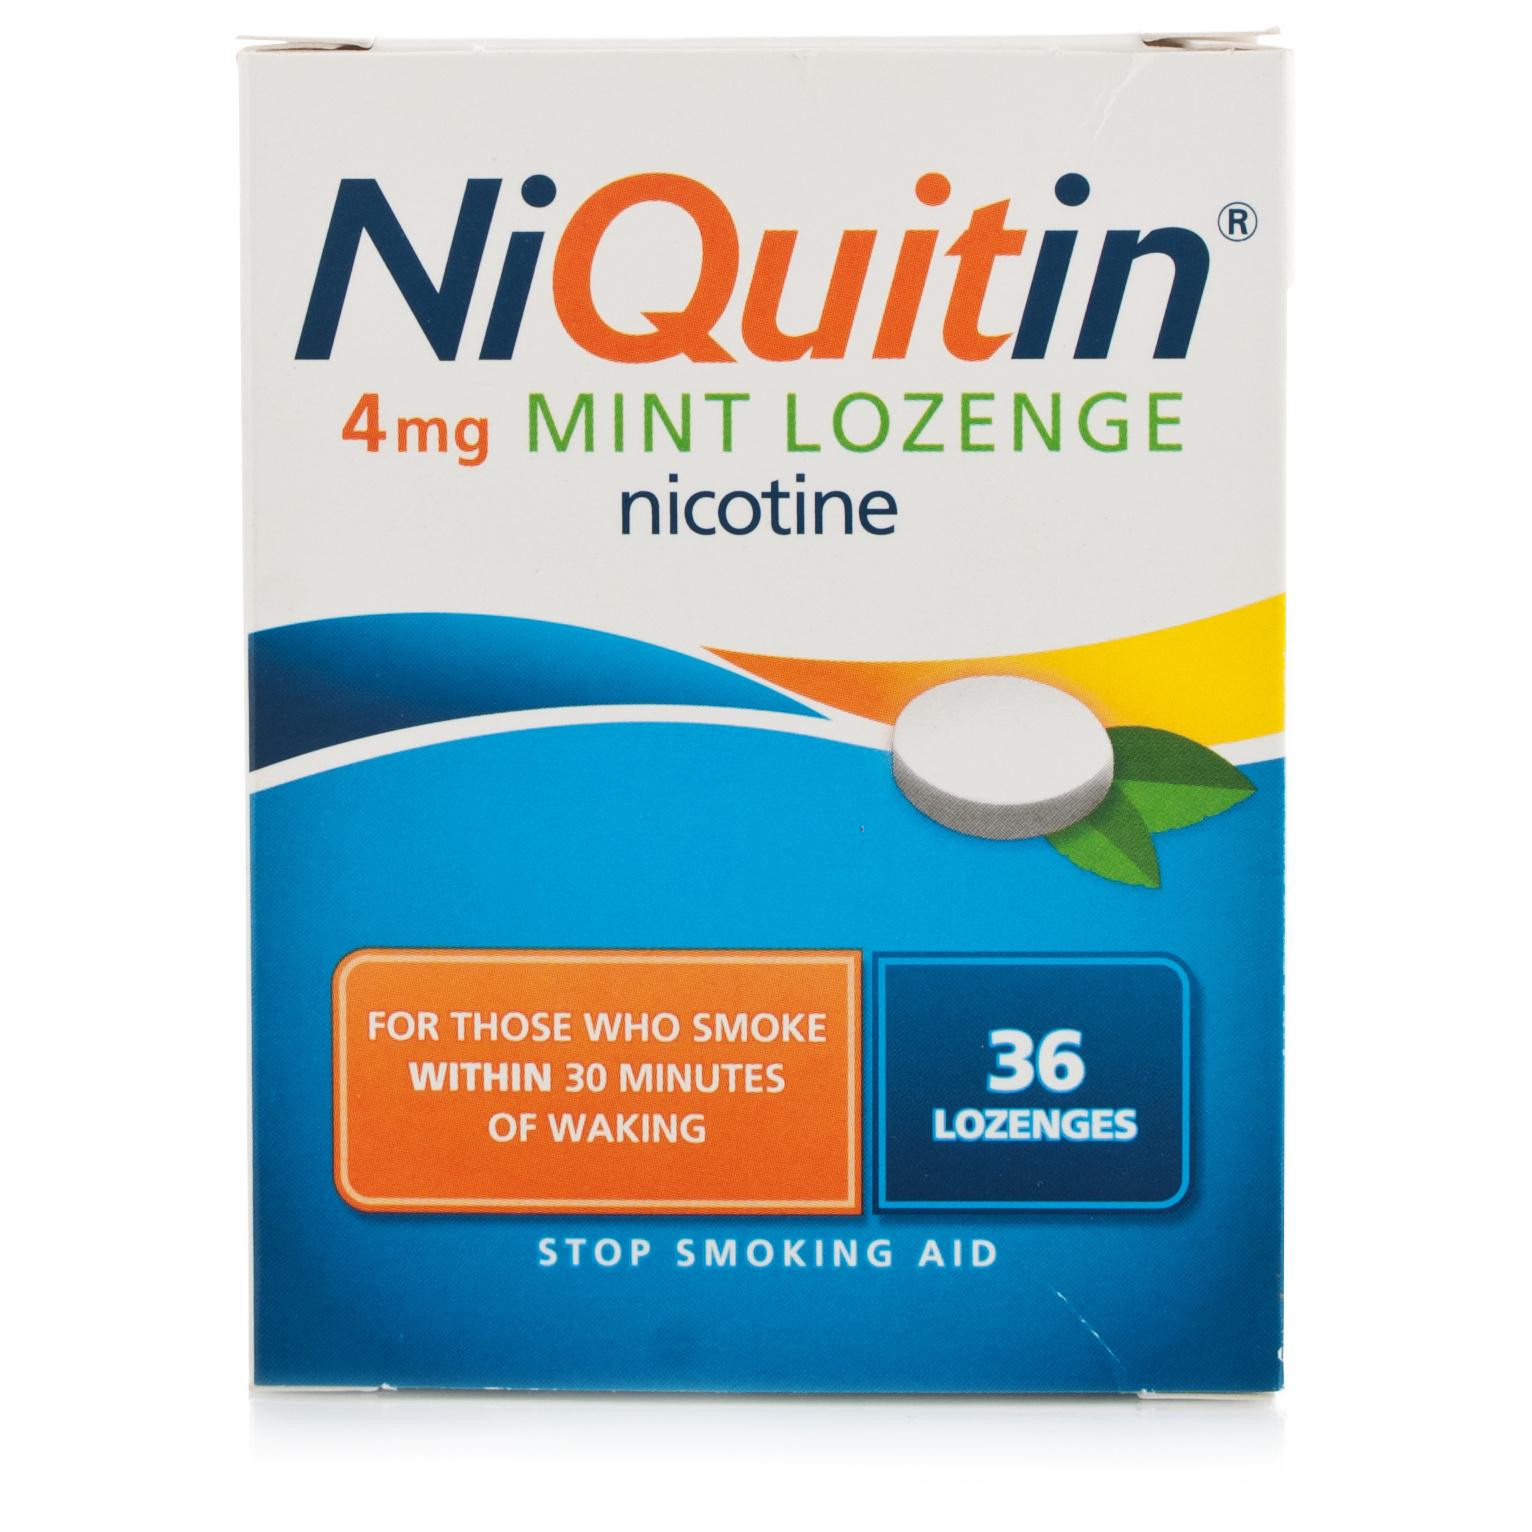 NiQuitin®
4mg MINT LOZENGE
nicotine
FOR THOSE WHO SMOKE
WITHIN 30 MINUTES
OF WAKING
36
LOZENGES
STOP SMOKING AID